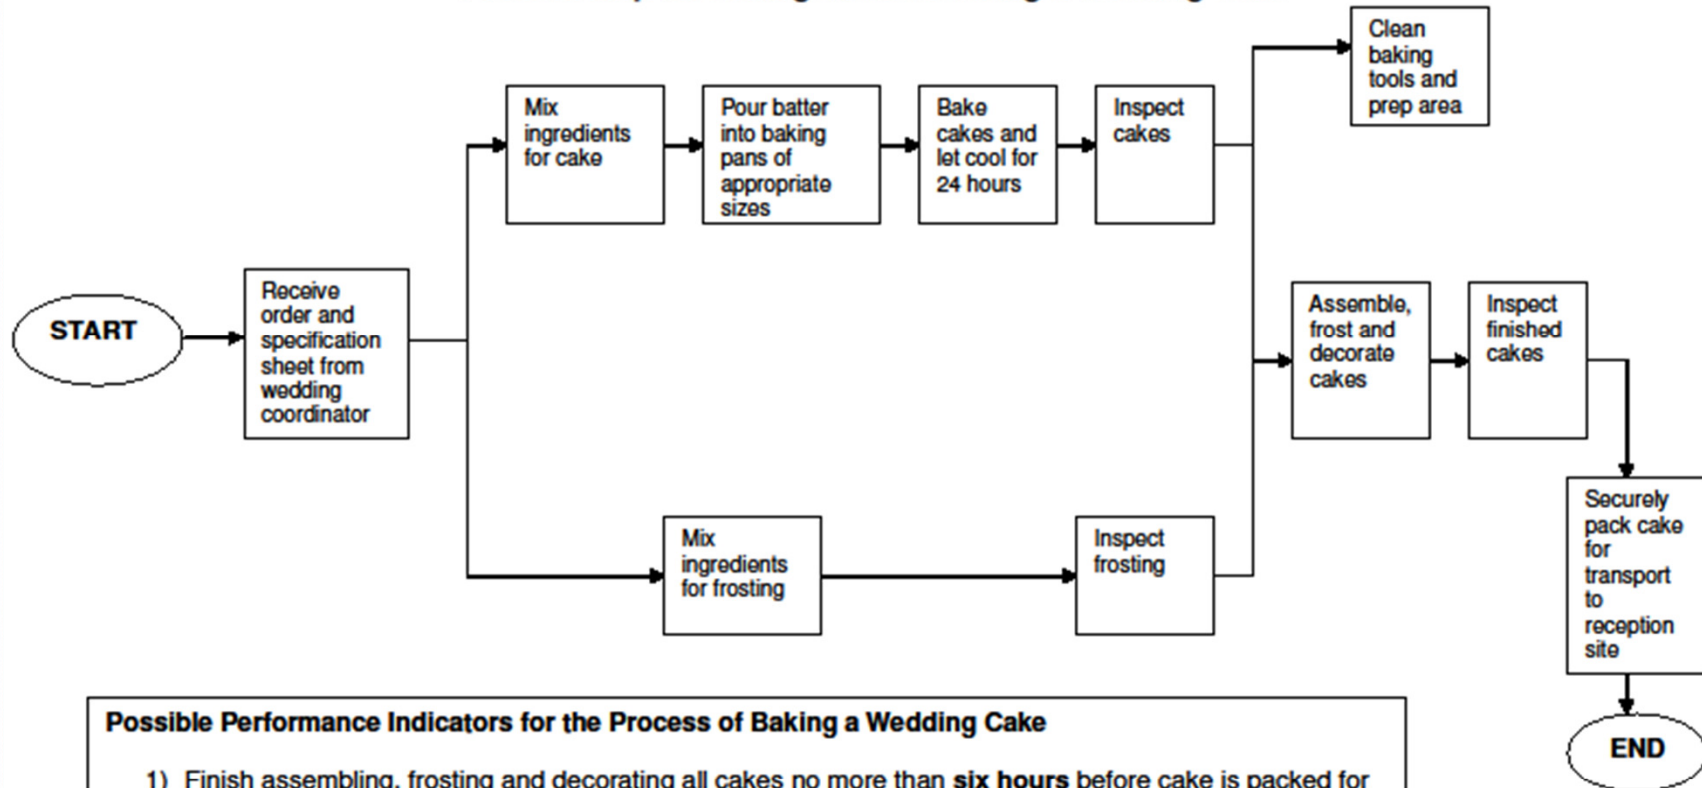 START
Receive
order and
specification
sheet from
wedding
coordinator
Mix
ingredients
for cake
Pour batter
into baking
pans of
appropriate
sizes
Bake
cakes and
let cool for
24 hours
Inspect
cakes
Clean
baking
tools and
prep area
Mix
ingredients
for frosting
Inspect
frosting
Assemble,
frost and
decorate
cakes
Inspect
finished
cakes
Securely
pack cake
for
transport
to
reception
site
END
Possible Performance Indicators for the Process of Baking a Wedding Cake
1) Finish assembling, frosting and decorating all cakes no more than six hours before cake is packed for